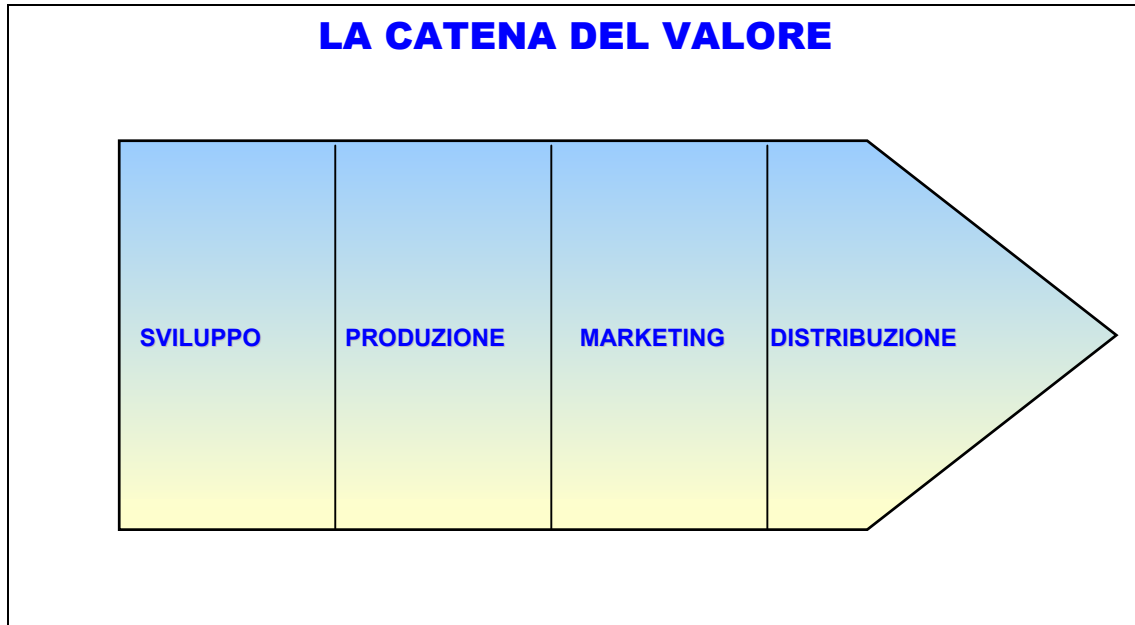 LA CATENA DEL VALORE
SVILUPPO PRODUZIONE MARKETING DISTRIBUZIONE